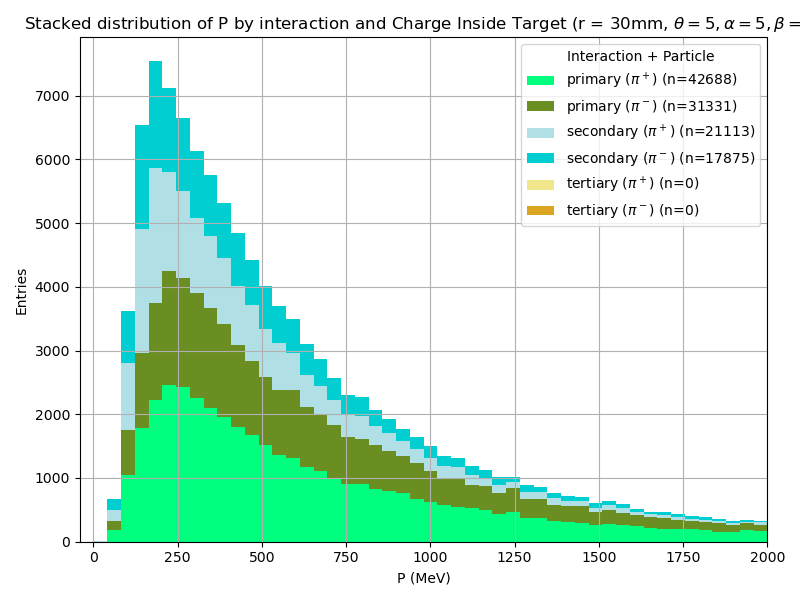 Stacked distribution of P by interaction and Charge Inside Target (r = 30mm, θ = 5, α = 5, β =
Interaction + Particle
primary (π⁺) (n=42688)
primary (π⁻) (n=31331)
secondary (π⁺) (n=21113)
secondary (π⁻) (n=17875)
tertiary (π⁺) (n=0)
tertiary (π⁻) (n=0)
Entries
7000
6000
5000
4000
3000
2000
1000
0
0 250 500 750 1000 1250 1500 1750 2000
P (MeV)